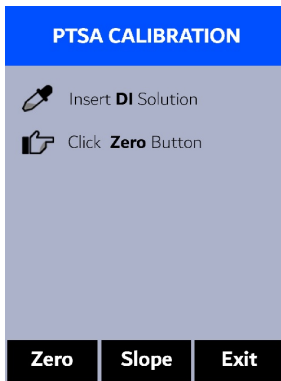 PTSA CALIBRATION
Insert DI Solution
Click Zero Button
Zero Slope Exit